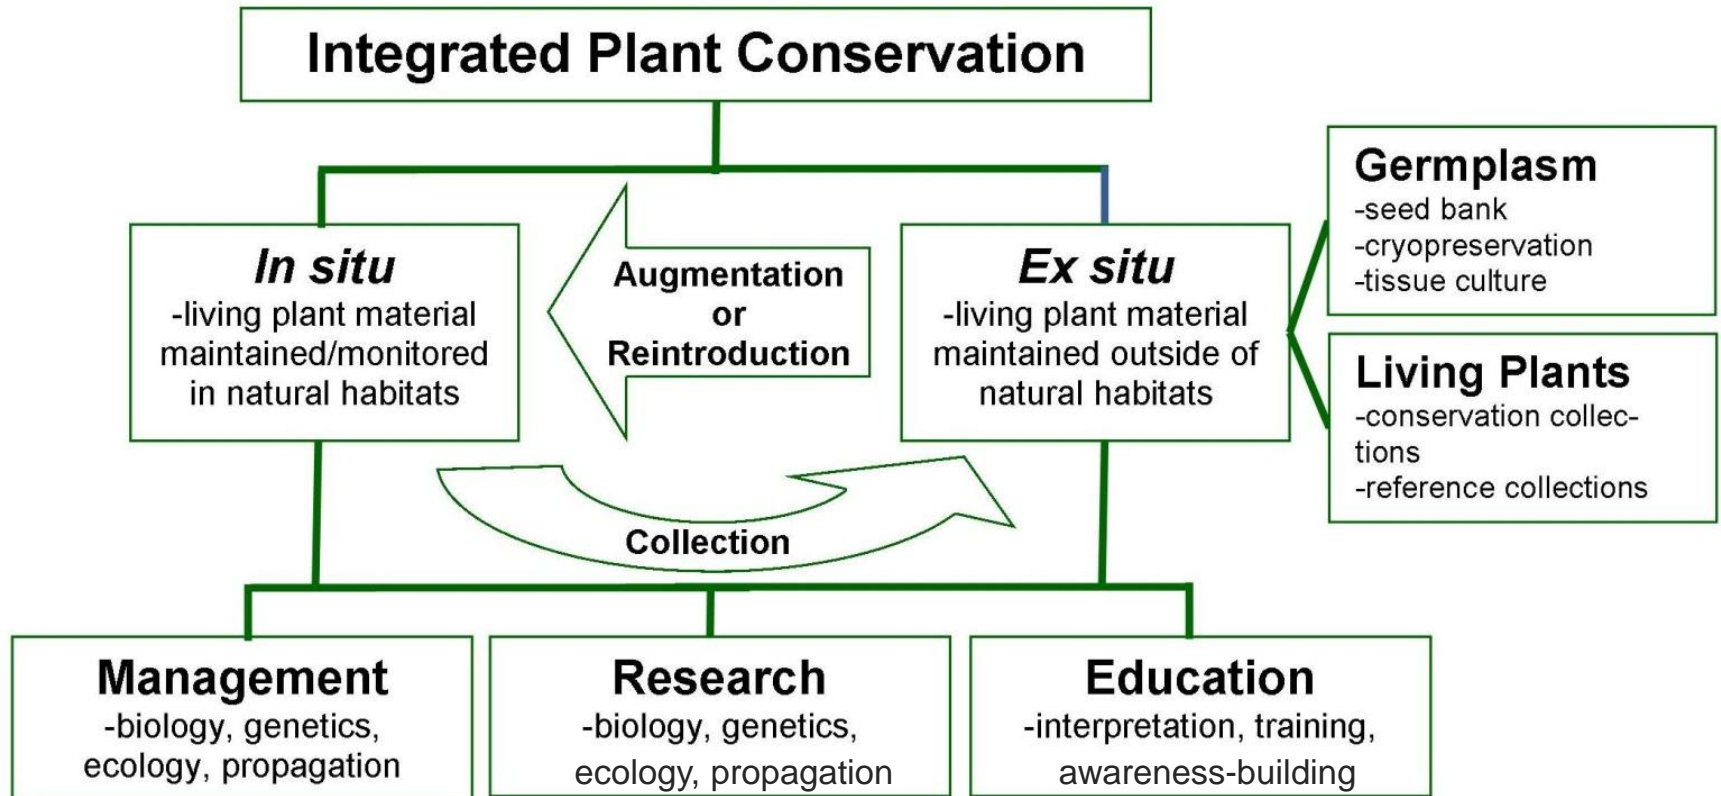 Integrated Plant Conservation
In situ
-living plant material
maintained/monitored
in natural habitats
Augmentation
or
Reintroduction
Ex situ
-living plant material
maintained outside of
natural habitats
Germplasm
-seed bank
-cryopreservation
-tissue culture
Living Plants
-conservation collec-
tions
-reference collections
Collection
Management
-biology, genetics,
ecology, propagation
Research
-biology, genetics,
ecology, propagation
Education
-interpretation, training,
awareness-building